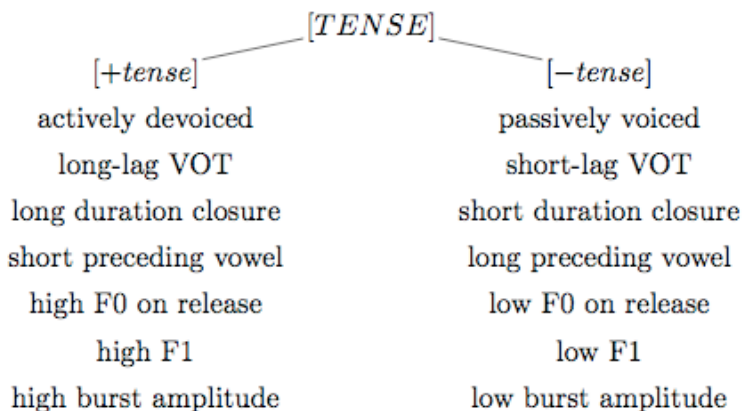 [TENSE]
[+tense] [−tense]
actively devoiced passively voiced
long-lag VOT short-lag VOT
long duration closure short duration closure
short preceding vowel long preceding vowel
high F0 on release low F0 on release
high F1 low F1
high burst amplitude low burst amplitude